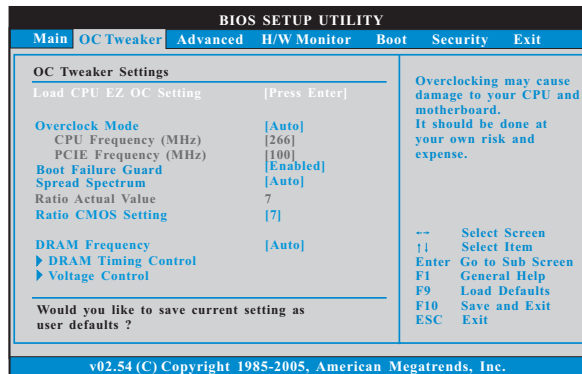 BIOS SETUP UTILITY
Main OC Tweaker Advanced H/W Monitor Boot Security Exit
OC Tweaker Settings
Load CPU EZ OC Setting [Press Enter]
Overclock Mode [Auto]
CPU Frequency (MHz) [266]
PCIE Frequency (MHz) [100]
Boot Failure Guard [Enabled]
Spread Spectrum [Auto]
Ratio Actual Value 7
Ratio CMOS Setting [7]
DRAM Frequency [Auto]
DRAM Timing Control
Voltage Control
Would you like to save current setting as
user defaults ?
Overclocking may cause
damage to your CPU and
motherboard.
It should be done at
your own risk and
expense.
←→ Select Screen
↑↓ Select Item
Enter Go to Sub Screen
F1 General Help
F9 Load Defaults
F10 Save and Exit
ESC Exit
v02.54 (C) Copyright 1985-2005, American Megatrends, Inc.